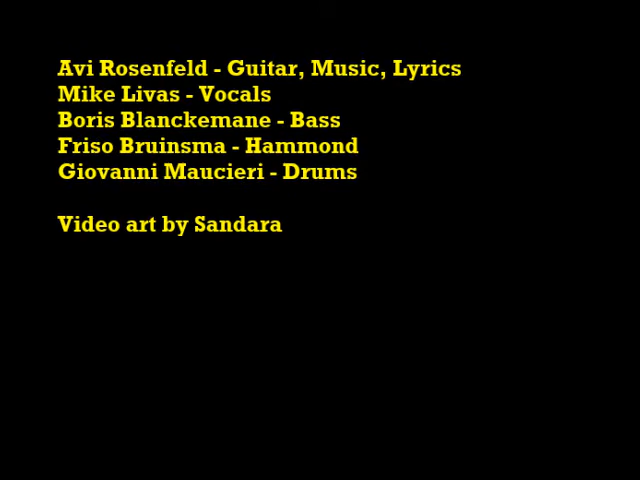 Avi Rosenfeld - Guitar, Music, Lyrics
Mike Livas - Vocals
Boris Blanckemane - Bass
Friso Bruinsma - Hammond
Giovanni Maucieri - Drums
Video art by Sandara